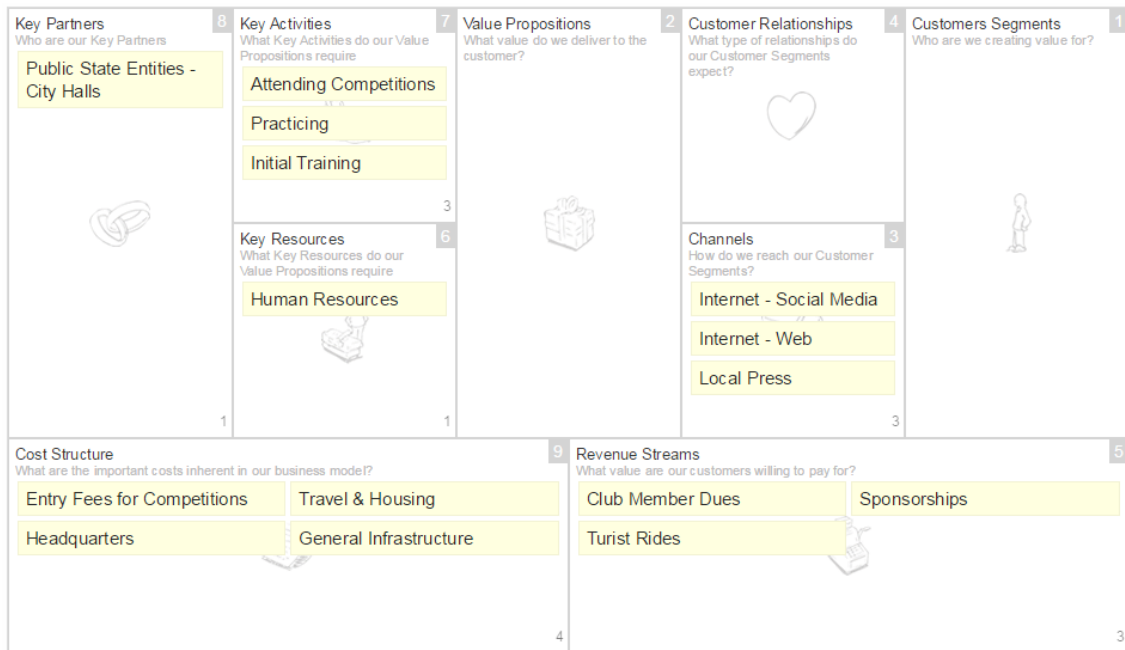 Key Partners
8
Who are our Key Partners
Public State Entities -
City Halls
1
Key Activities
7
What Key Activities do our Value
Propositions require
Attending Competitions
Practicing
Initial Training
3
Key Resources
6
What Key Resources do our
Value Propositions require
Human Resources
1
Value Propositions
2
What value do we deliver to the
customer?
Customer Relationships
4
What type of relationships do
our Customer Segments
expect?
Channels
3
How do we reach our Customer
Segments?
Internet - Social Media
Internet - Web
Local Press
3
Customers Segments
1
Who are we creating value for?
Cost Structure
9
What are the important costs inherent in our business model?
Entry Fees for Competitions
Travel & Housing
Headquarters
General Infrastructure
4
Revenue Streams
5
What value are our customers willing to pay for?
Club Member Dues
Sponsorships
Turist Rides
3